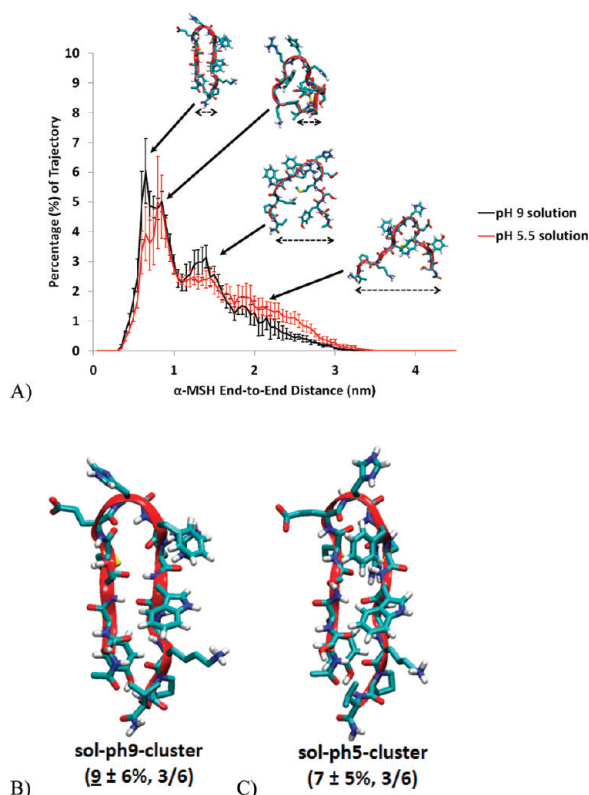 A)
Percentage (%) of Trajectory
10
9
8
7
6
5
4
3
2
1
0
0
1
2
3
4
α-MSH End-to-End Distance (nm)
pH 9 solution
pH 5.5 solution
B)
sol-ph9-cluster
(9 ± 6%, 3/6)
C)
sol-ph5-cluster
(7 ± 5%, 3/6)